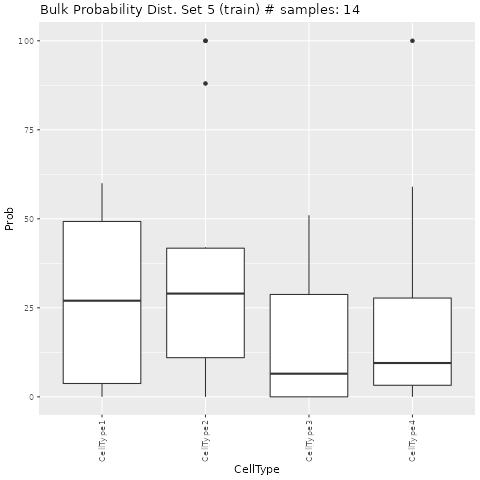 Bulk Probability Dist. Set 5 (train) # samples: 14
Prob
100
75
50
25
0
CellType1
CellType2
CellType3
CellType4
CellType